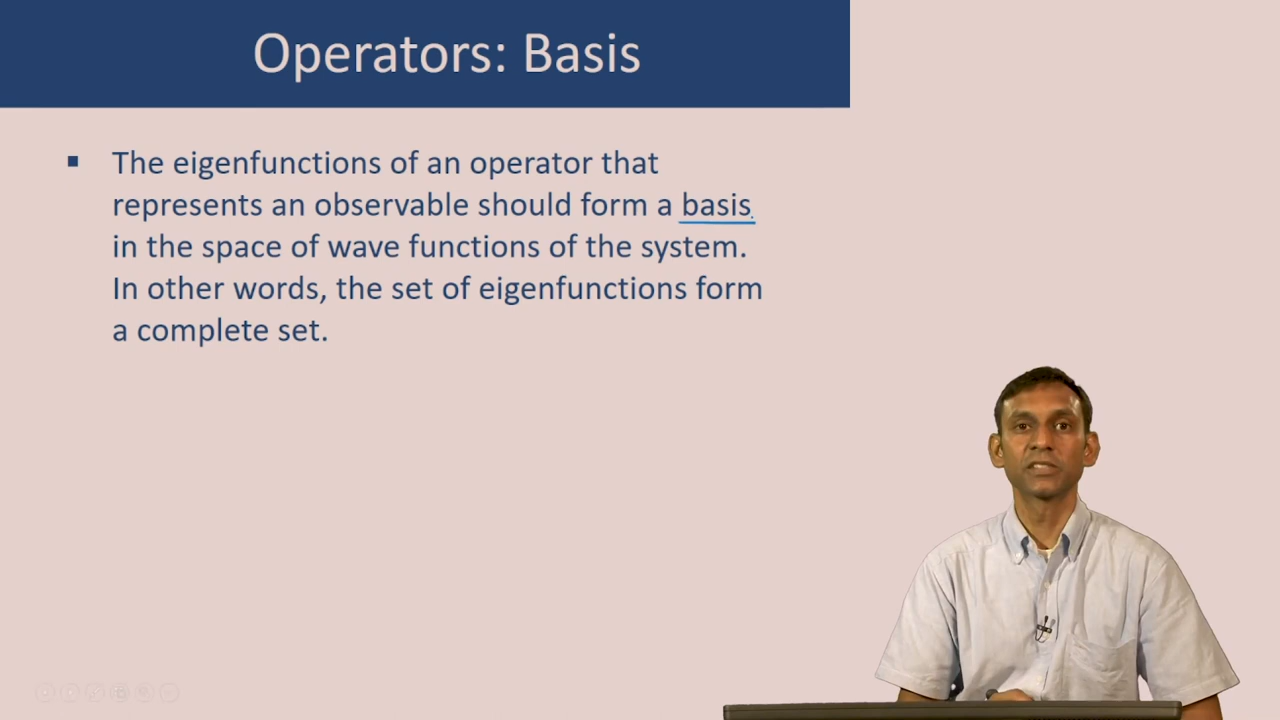 Operators: Basis
▪ The eigenfunctions of an operator that
represents an observable should form a basis
in the space of wave functions of the system.
In other words, the set of eigenfunctions form
a complete set.